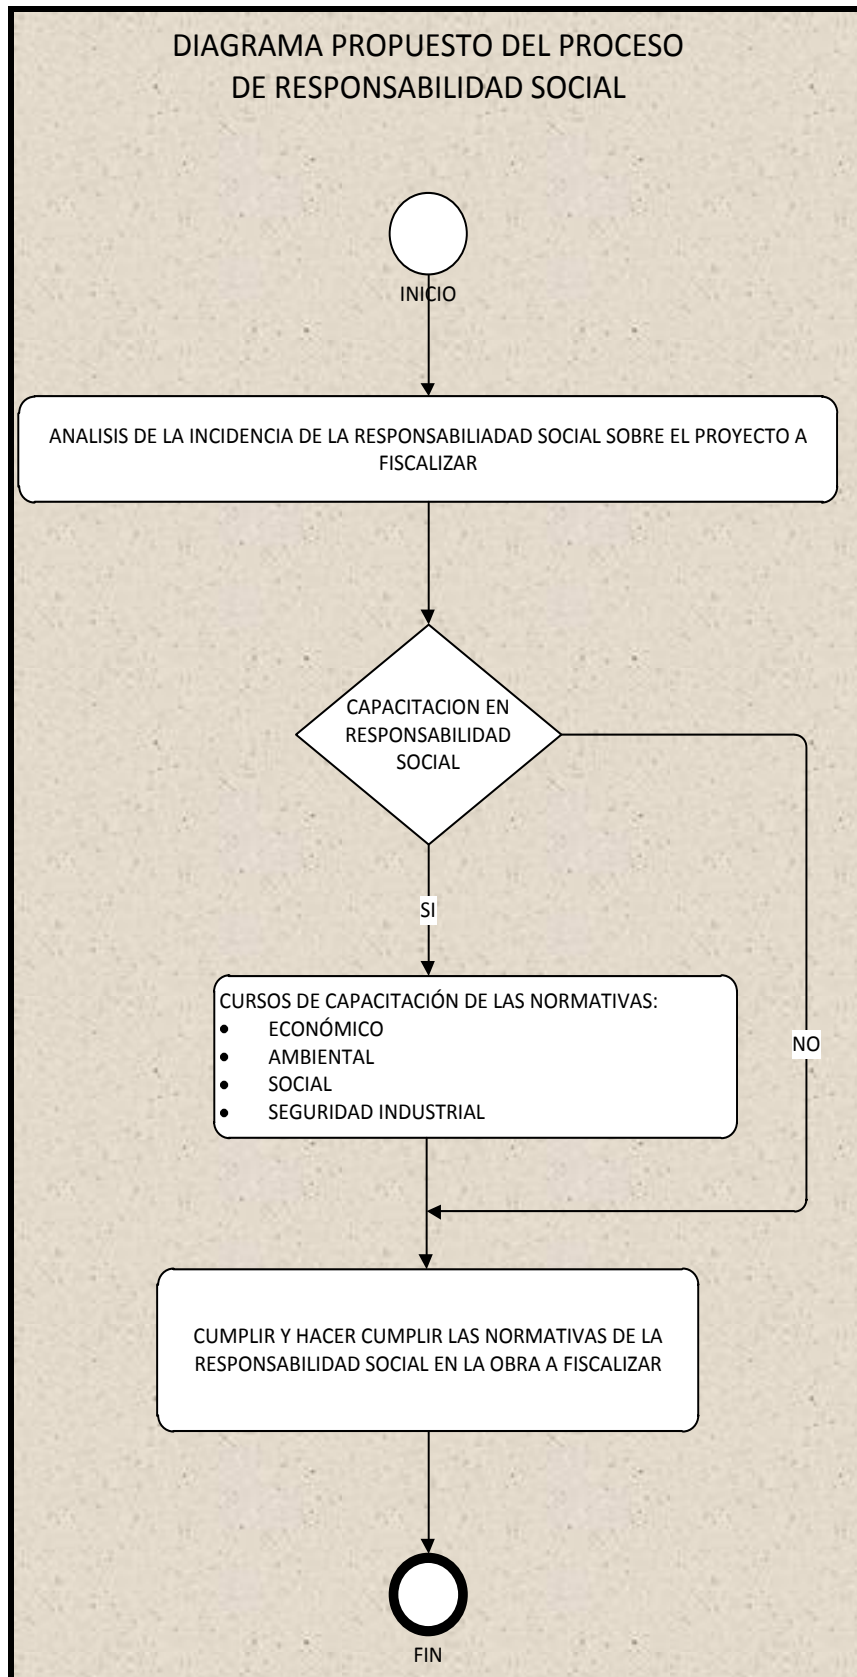 DIAGRAMA PROPUESTO DEL PROCESO
DE RESPONSABILIDAD SOCIAL
INICIO
ANALISIS DE LA INCIDENCIA DE LA RESPONSABILIADAD SOCIAL SOBRE EL PROYECTO A
FISCALIZAR
CAPACITACION EN
RESPONSABILIDAD
SOCIAL
SI
CURSOS DE CAPACITACIÓN DE LAS NORMATIVAS:
• ECONÓMICO
• AMBIENTAL
• SOCIAL
• SEGURIDAD INDUSTRIAL
NO
CUMPLIR Y HACER CUMPLIR LAS NORMATIVAS DE LA
RESPONSABILIDAD SOCIAL EN LA OBRA A FISCALIZAR
FIN